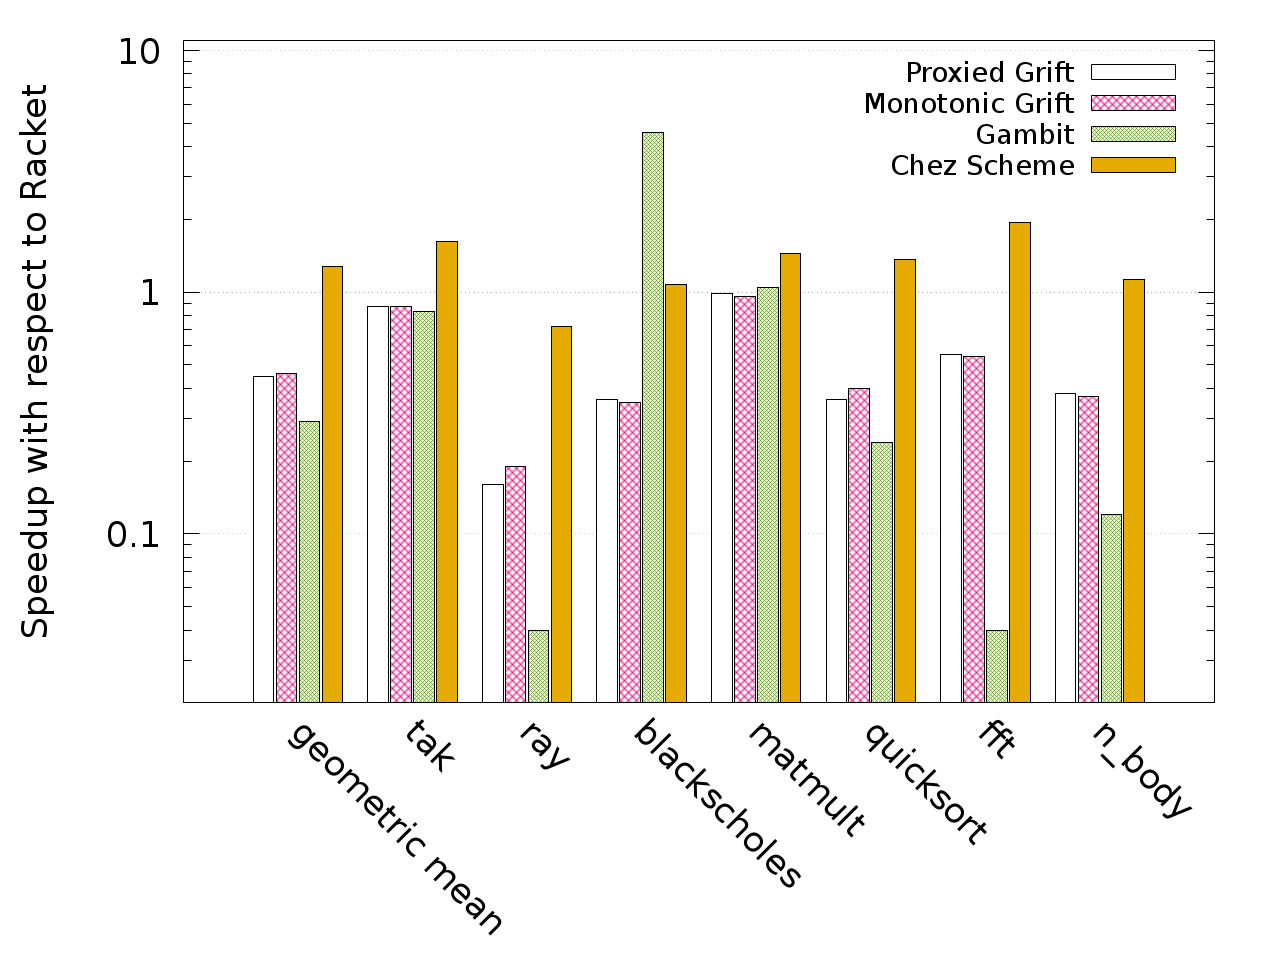 Speedup with respect to Racket
10
1
0.1
Proxied Grift
Monotonic Grift
Gambit
Chez Scheme
geometric mean
tak
ray
blackscholes
matmult
quicksort
fft
n_body